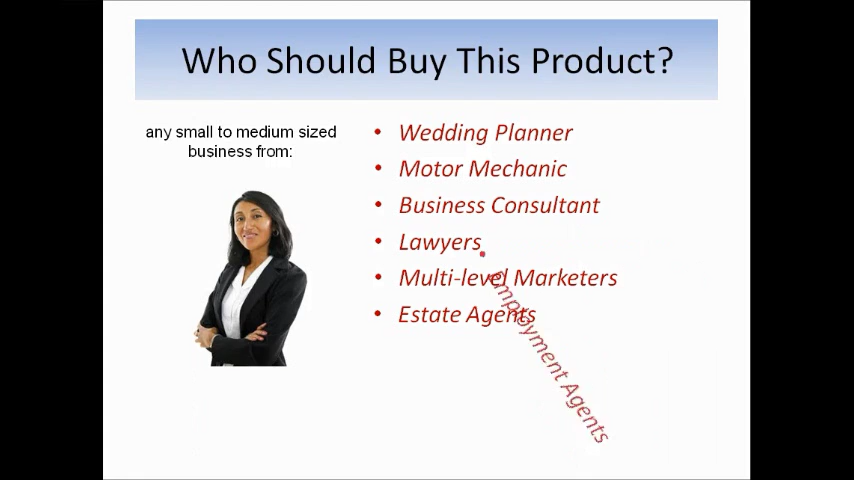 Who Should Buy This Product?
any small to medium sized
business from:
• Wedding Planner
• Motor Mechanic
• Business Consultant
• Lawyers
• Multi-level Marketers
• Estate Agents
• Employment Agents